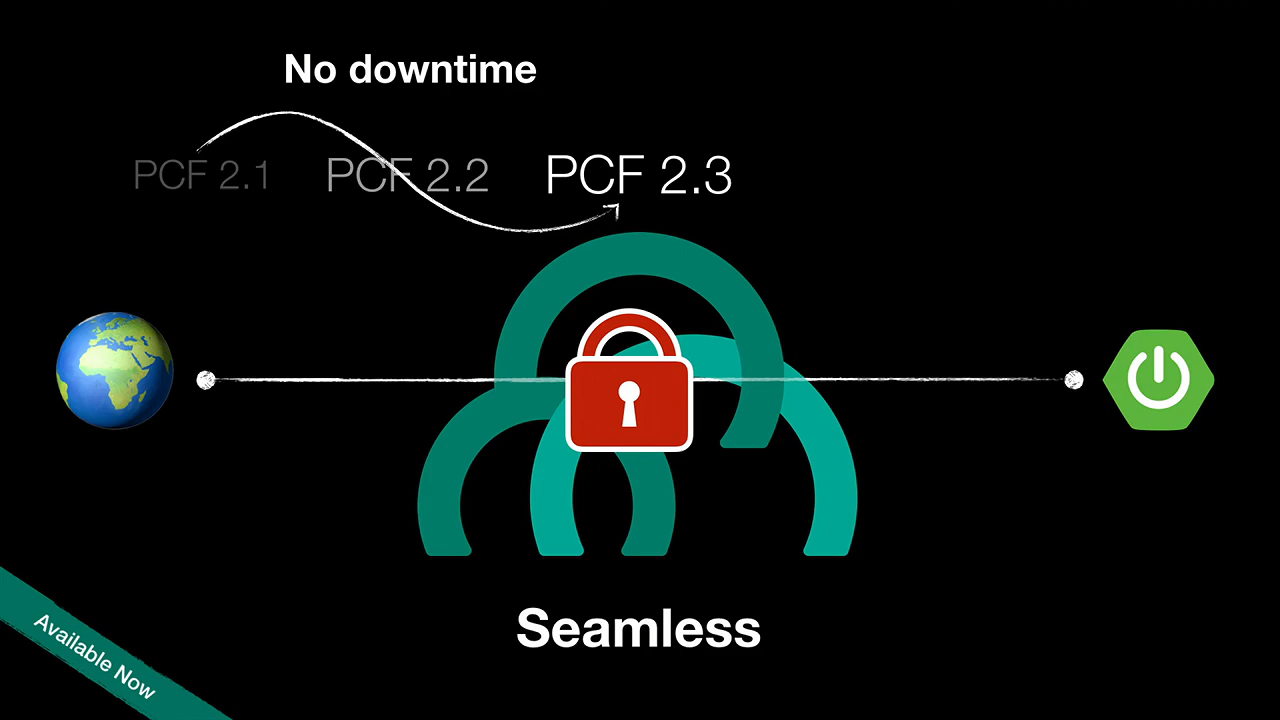 No downtime
PCF 2.1
PCF 2.2
PCF 2.3
Seamless
Available Now